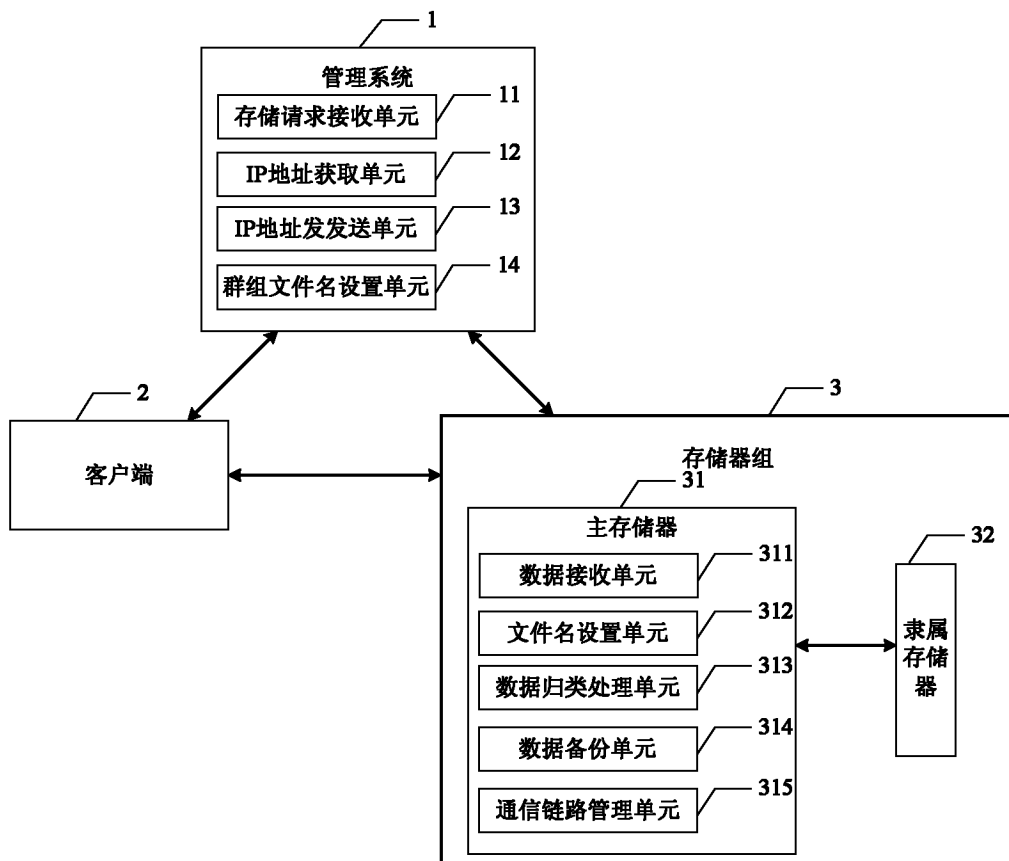 1
管理系统
存储请求接收单元
11
IP地址获取单元
12
IP地址发发送单元
13
群组文件名设置单元
14
2
客户端
3
存储器组
31
主存储器
数据接收单元
311
文件名设置单元
312
数据归类处理单元
313
数据备份单元
314
通信链路管理单元
315
32
隶属
存储
器